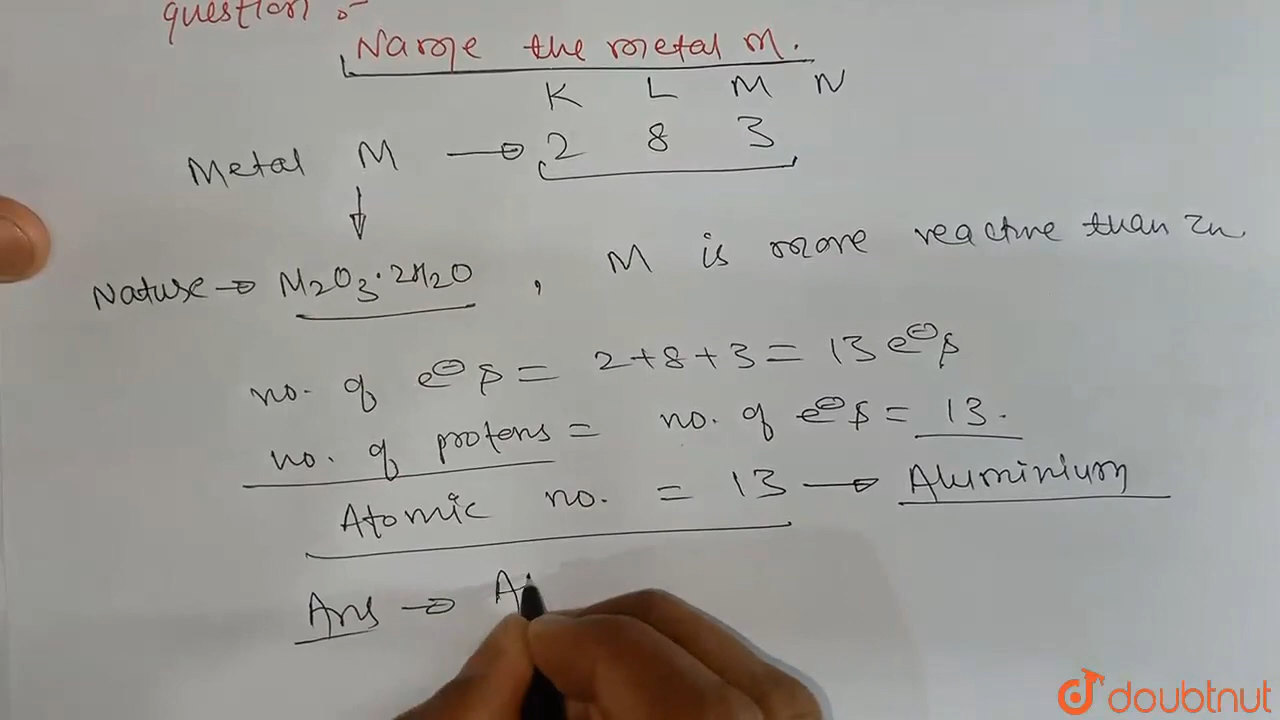 question :-
Name the metal M.
K L M N
Metal M → 2 8 3
Nature → M₂O₃·2H₂O , M is more reactive than Zn.
no. of e⊖s = 2+8+3 = 13 e⊖s
no. of protons = no. of e⊖s = 13.
Atomic no. = 13 → Aluminium
Ans → A
doubtnut